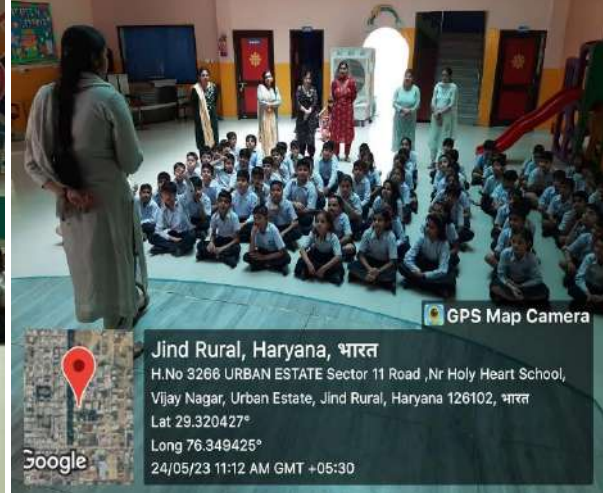 GPS Map Camera
Jind Rural, Haryana, भारत
H.No 3266 URBAN ESTATE Sector 11 Road ,Nr Holy Heart School,
Vijay Nagar, Urban Estate, Jind Rural, Haryana 126102, भारत
Lat 29.320427°
Long 76.349425°
24/05/23 11:12 AM GMT +05:30
Google